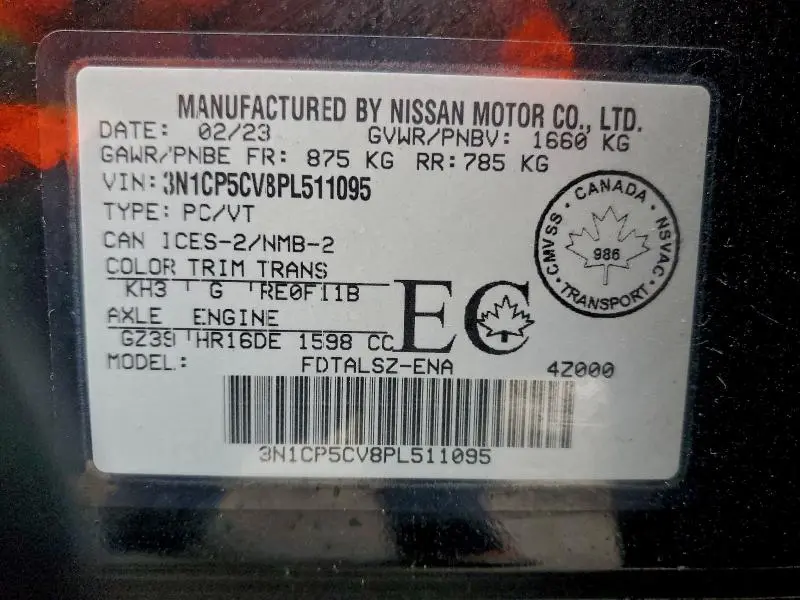 MANUFACTURED BY NISSAN MOTOR CO., LTD.
DATE: 02/23 GVWR/PNBV: 1660 KG
GAWR/PNBE FR: 875 KG RR: 785 KG
VIN: 3N1CP5CV8PL511095
TYPE: PC/VT
CAN ICES-2/NMB-2
COLOR TRIM TRANS
KH3 G RE0F11B
AXLE ENGINE
GZ39 HR16DE 1598 CC
EC
MODEL: FDTALSZ-ENA 4Z000
3N1CP5CV8PL511095
CANADA
CMVSS NSVAC
986
TRANSPORT